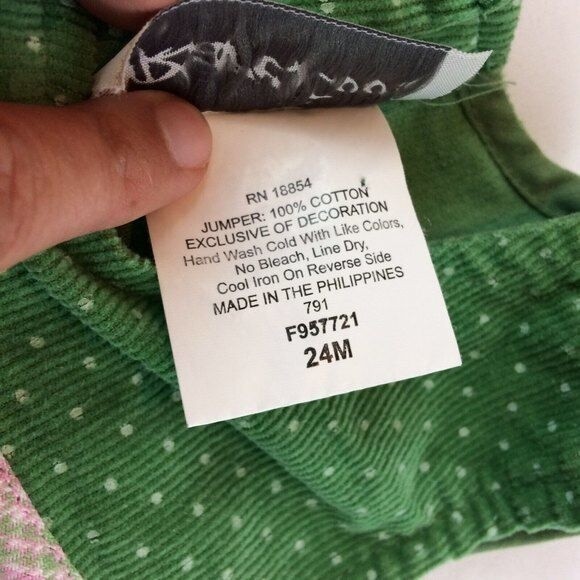 RN 18854
JUMPER: 100% COTTON
EXCLUSIVE OF DECORATION
Hand Wash Cold With Like Colors,
No Bleach, Line Dry,
Cool Iron On Reverse Side
MADE IN THE PHILIPPINES
791
F957721
24M